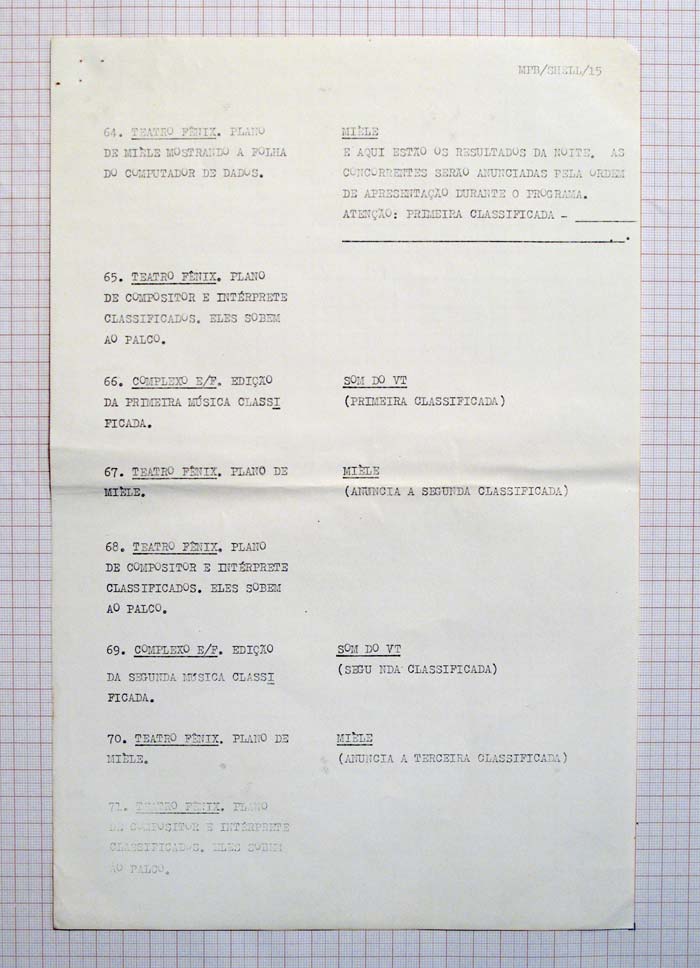 MPB/SHELL/15
64. TEATRO FÊNIX. PLANO
DE MIÈLE MOSTRANDO A FOLHA
DO COMPUTADOR DE DADOS.
MIÈLE
E AQUI ESTÃO OS RESULTADOS DA NOITE. AS
CONCORRENTES SERÃO ANUNCIADAS PELA ORDEM
DE APRESENTAÇÃO DURANTE O PROGRAMA.
ATENÇÃO: PRIMEIRA CLASSIFICADA - ________
______________________________________.
65. TEATRO FÊNIX. PLANO
DE COMPOSITOR E INTÉRPRETE
CLASSIFICADOS. ELES SOBEM
AO PALCO.
66. COMPLEXO E/F. EDIÇÃO
DA PRIMEIRA MÚSICA CLASSI
FICADA.
SOM DO VT
(PRIMEIRA CLASSIFICADA)
67. TEATRO FÊNIX. PLANO DE
MIÈLE.
MIÈLE
(ANUNCIA A SEGUNDA CLASSIFICADA)
68. TEATRO FÊNIX. PLANO
DE COMPOSITOR E INTÉRPRETE
CLASSIFICADOS. ELES SOBEM
AO PALCO.
69. COMPLEXO E/F. EDIÇÃO
DA SEGUNDA MÚSICA CLASSI
FICADA.
SOM DO VT
(SEGU NDA CLASSIFICADA)
70. TEATRO FÊNIX. PLANO DE
MIÈLE.
MIÈLE
(ANUNCIA A TERCEIRA CLASSIFICADA)
71. TEATRO FÊNIX. PLANO
DE COMPOSITOR E INTÉRPRETE
CLASSIFICADOS. ELES SOBEM
AO PALCO.